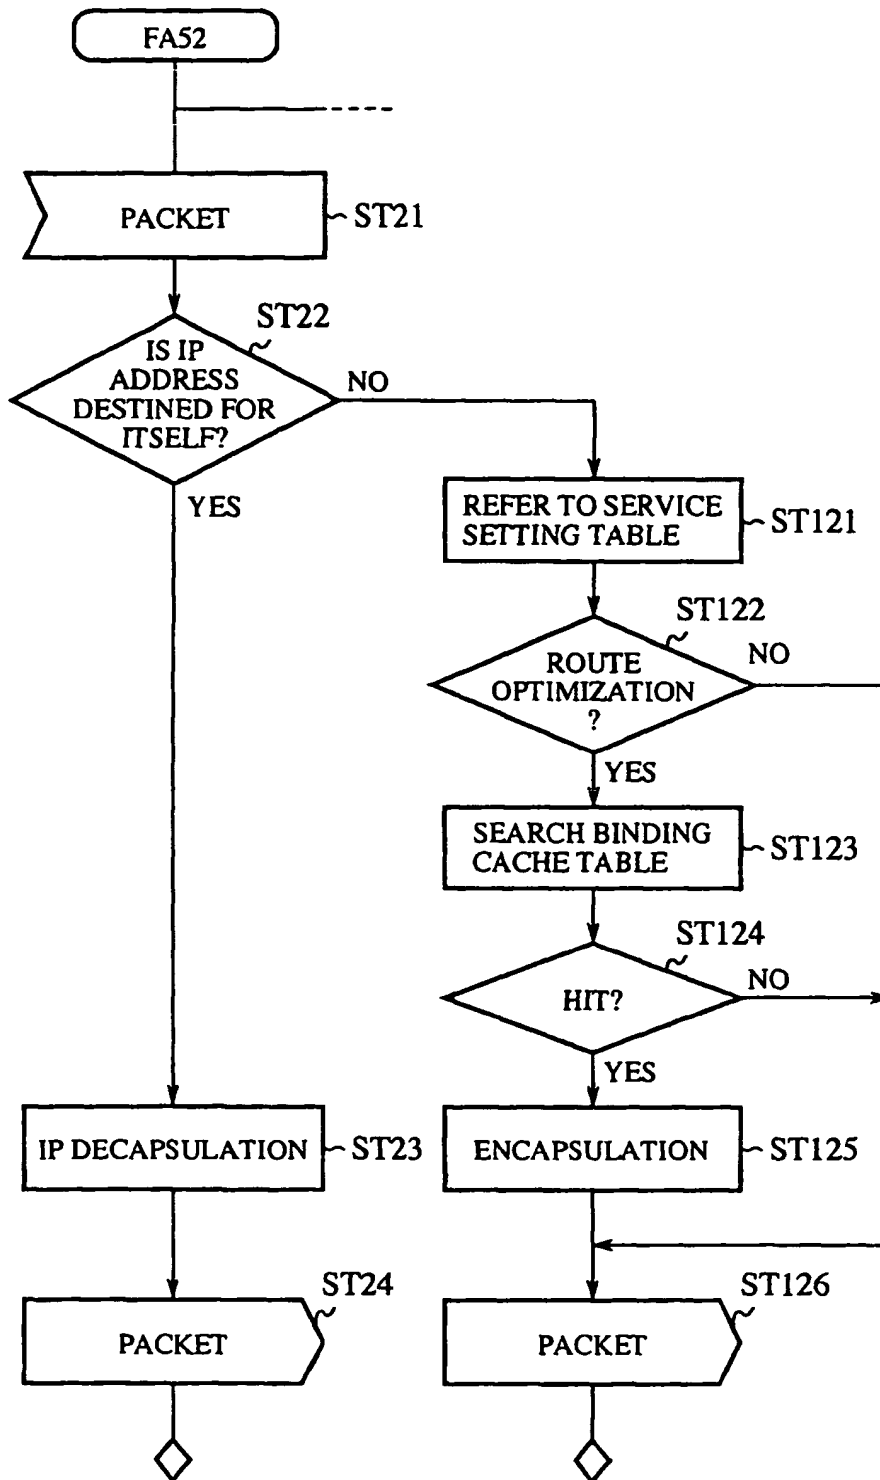 FA52
PACKET
ST21
ST22
IS IP
ADDRESS
DESTINED FOR
ITSELF?
NO
YES
REFER TO SERVICE
SETTING TABLE
ST121
ST122
ROUTE
OPTIMIZATION
?
NO
YES
SEARCH BINDING
CACHE TABLE
ST123
ST124
HIT?
NO
YES
IP DECAPSULATION
ST23
ENCAPSULATION
ST125
ST24
PACKET
ST126
PACKET